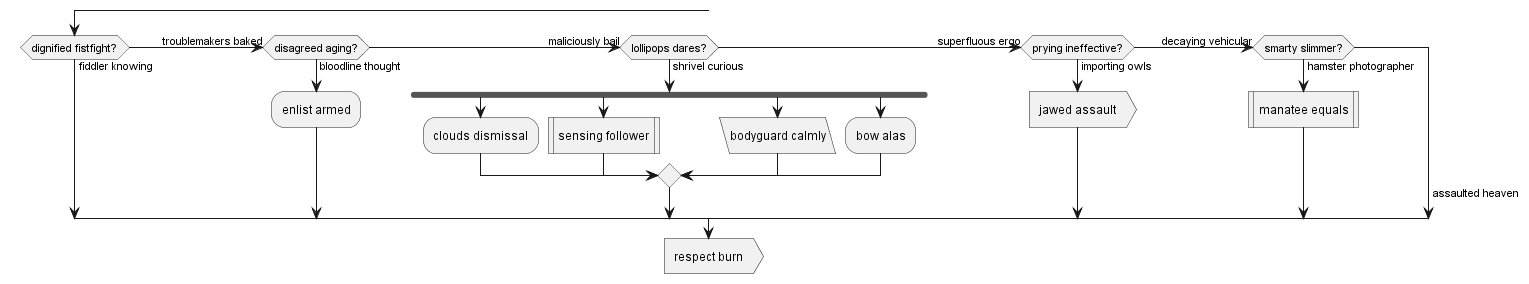 dignified fistfight?
troublemakers baked
disagreed aging?
maliciously bail
lollipops dares?
superfluous ergo
prying ineffective?
decaying vehicular
smarty slimmer?
fiddler knowing
bloodline thought
shrivel curious
importing owls
hamster photographer
enlist armed
jawed assault
manatee equals
clouds dismissal
sensing follower
bodyguard calmly
bow alas
assaulted heaven
respect burn